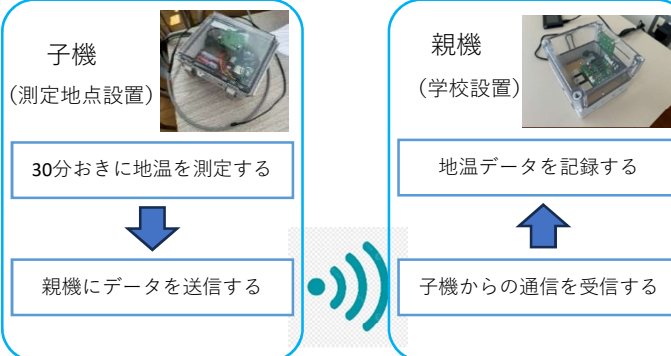 子機
(測定地点設置)
30分おきに地温を測定する
親機にデータを送信する
親機
(学校設置)
地温データを記録する
子機からの通信を受信する